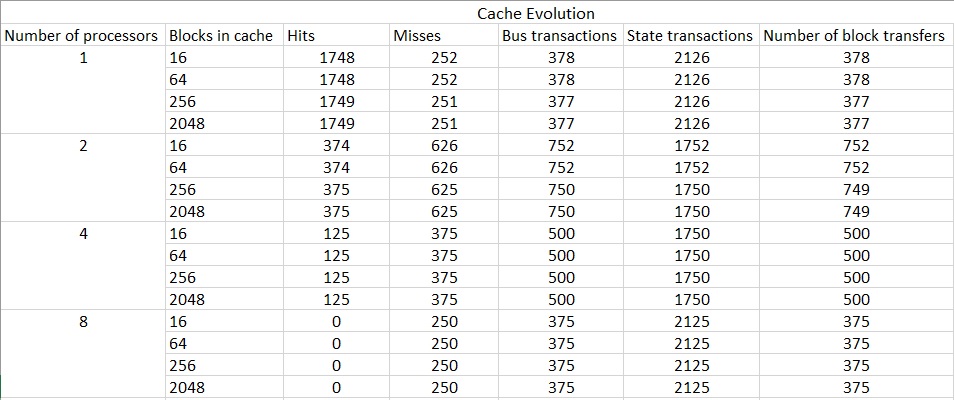 Cache Evolution
Number of processors Blocks in cache Hits Misses Bus transactions State transactions Number of block transfers
1 16 1748 252 378 2126 378
64 1748 252 378 2126 378
256 1749 251 377 2126 377
2048 1749 251 377 2126 377
2 16 374 626 752 1752 752
64 374 626 752 1752 752
256 375 625 750 1750 749
2048 375 625 750 1750 749
4 16 125 375 500 1750 500
64 125 375 500 1750 500
256 125 375 500 1750 500
2048 125 375 500 1750 500
8 16 0 250 375 2125 375
64 0 250 375 2125 375
256 0 250 375 2125 375
2048 0 250 375 2125 375